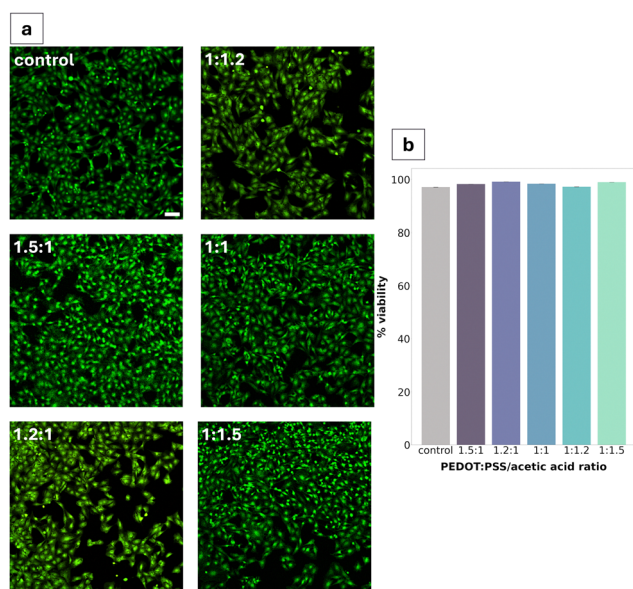 a
control
1:1.2
1.5:1
1:1
1.2:1
1:1.5
b
100
80
60
40
20
0
% viability
control 1.5:1 1.2:1 1:1 1:1.2 1:1.5
PEDOT:PSS/acetic acid ratio